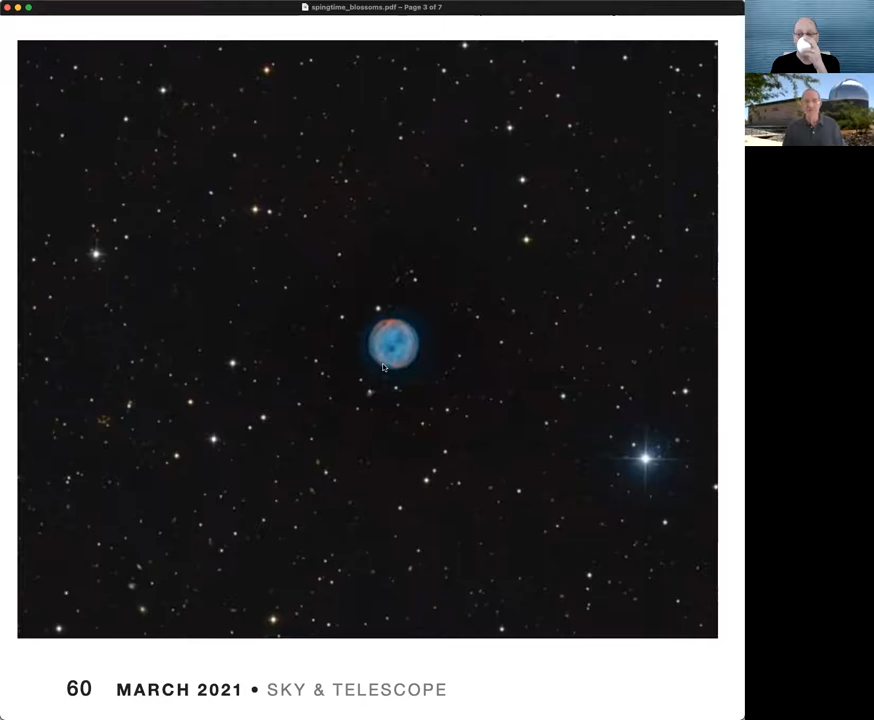 spingtime_blossoms.pdf – Page 3 of 7
60 MARCH 2021 • SKY & TELESCOPE